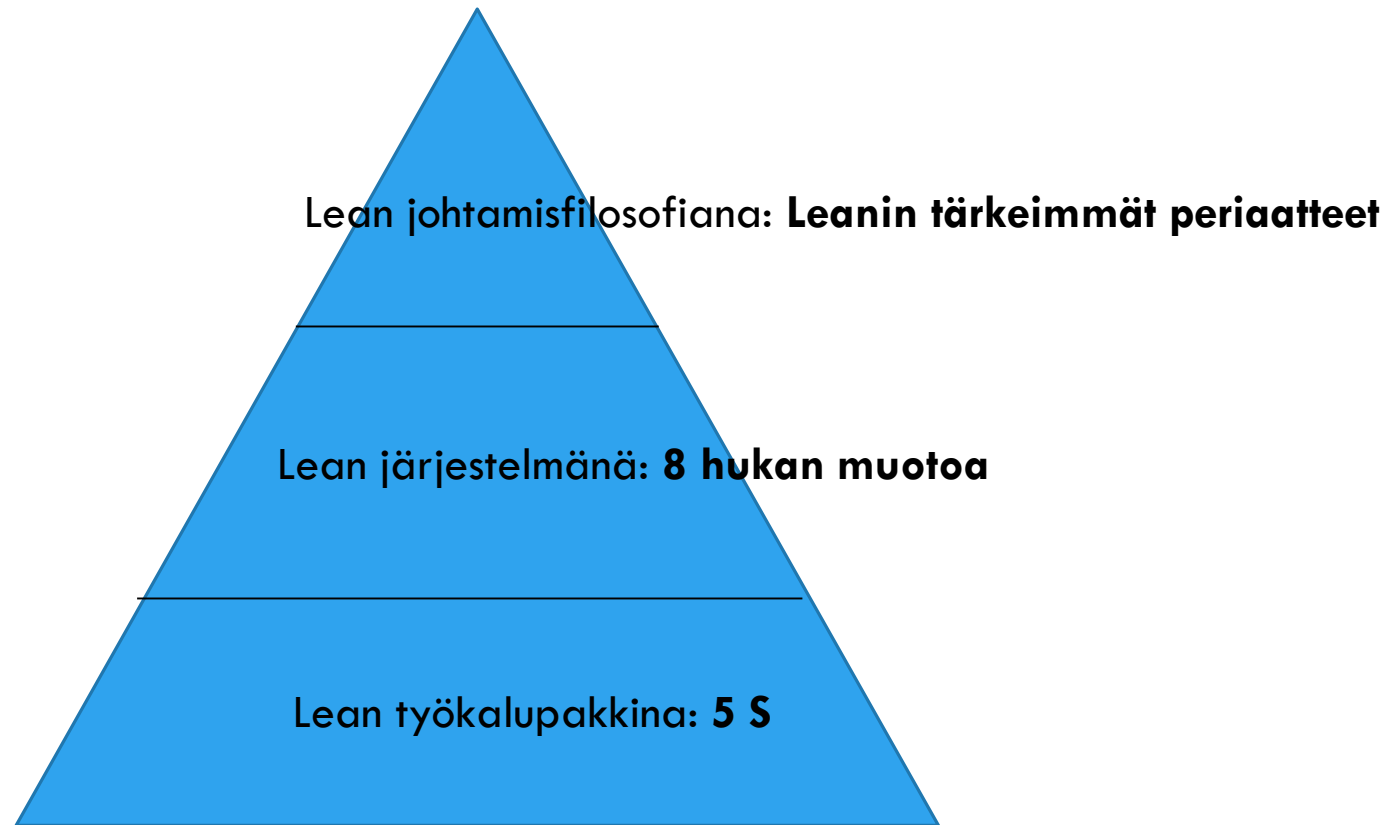 Lean johtamisfilosofiana: Leanin tärkeimmät periaatteet
Lean järjestelmänä: 8 hukan muotoa
Lean työkalupakkina: 5 S